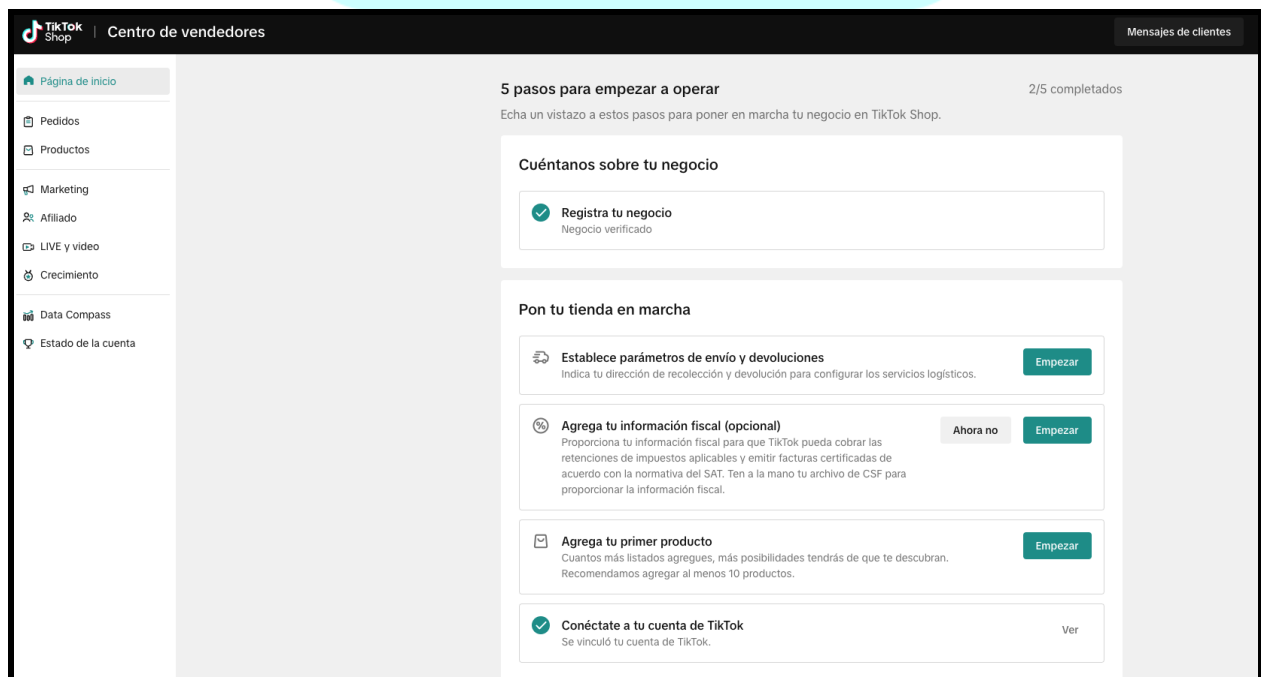 TikTok
Shop
Centro de vendedores
Mensajes de clientes
Página de inicio
Pedidos
Productos
Marketing
Afiliado
LIVE y video
Crecimiento
Data Compass
Estado de la cuenta
5 pasos para empezar a operar
2/5 completados
Echa un vistazo a estos pasos para poner en marcha tu negocio en TikTok Shop.
Cuéntanos sobre tu negocio
Registra tu negocio
Negocio verificado
Pon tu tienda en marcha
Establece parámetros de envío y devoluciones
Indica tu dirección de recolección y devolución para configurar los servicios logísticos.
Empezar
Agrega tu información fiscal (opcional)
Proporciona tu información fiscal para que TikTok pueda cobrar las
retenciones de impuestos aplicables y emitir facturas certificadas de
acuerdo con la normativa del SAT. Ten a la mano tu archivo de CSF para
proporcionar la información fiscal.
Ahora no
Empezar
Agrega tu primer producto
Cuantos más listados agregues, más posibilidades tendrás de que te descubran.
Recomendamos agregar al menos 10 productos.
Empezar
Conéctate a tu cuenta de TikTok
Se vinculó tu cuenta de TikTok.
Ver